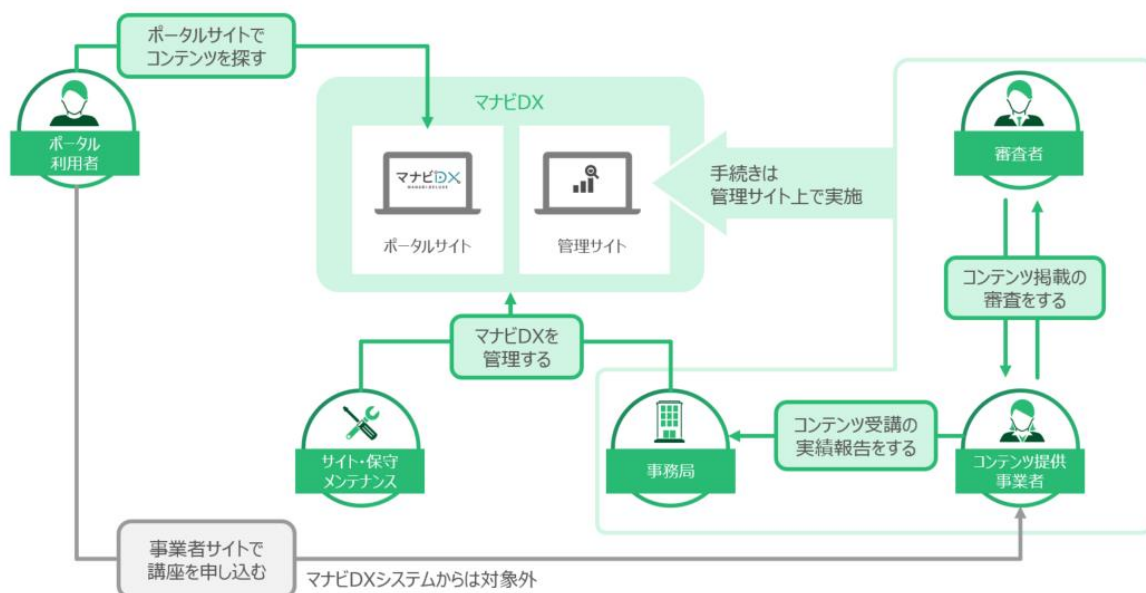 ポータルサイトで
コンテンツを探す
ポータル
利用者
マナビDX
マナビDX
MANABI-DELUXE
ポータルサイト
管理サイト
手続きは
管理サイト上で実施
審査者
コンテンツ掲載の
審査をする
マナビDXを
管理する
サイト・保守
メンテナンス
事務局
コンテンツ受講の
実績報告をする
コンテンツ提供
事業者
事業者サイトで
講座を申し込む
マナビDXシステムからは対象外